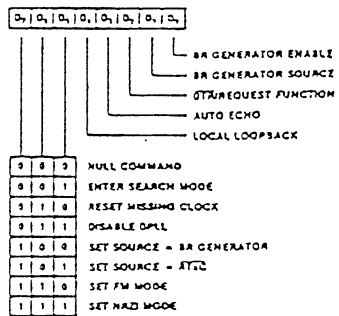 D₇ D₆ D₅ D₄ D₃ D₂ D₁ D₀
BR GENERATOR ENABLE
BR GENERATOR SOURCE
DTR/REQUEST FUNCTION
AUTO ECHO
LOCAL LOOPBACK
0 0 0 NULL COMMAND
0 0 1 ENTER SEARCH MODE
0 1 0 RESET MISSING CLOCK
0 1 1 DISABLE DPLL
1 0 0 SET SOURCE = BR GENERATOR
1 0 1 SET SOURCE = RTxC
1 1 0 SET FM MODE
1 1 1 SET NRZI MODE